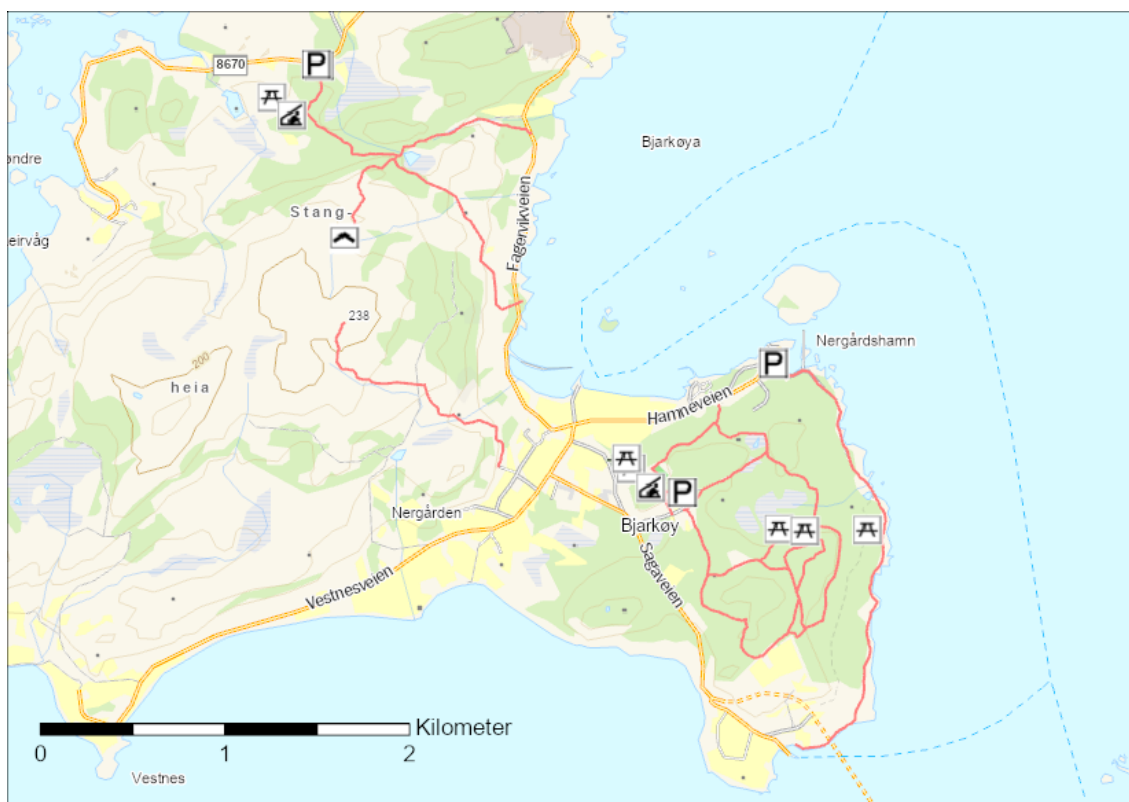 8670
P
Bjarkøya
øndre
Stang-
eirvåg
Fagervikveien
238
Nergårdshamn
P
200
heia
Hamneveien
P
Nergården
Bjarkøy
Sagaveien
Vestnesveien
Kilometer
0 1 2
Vestnes